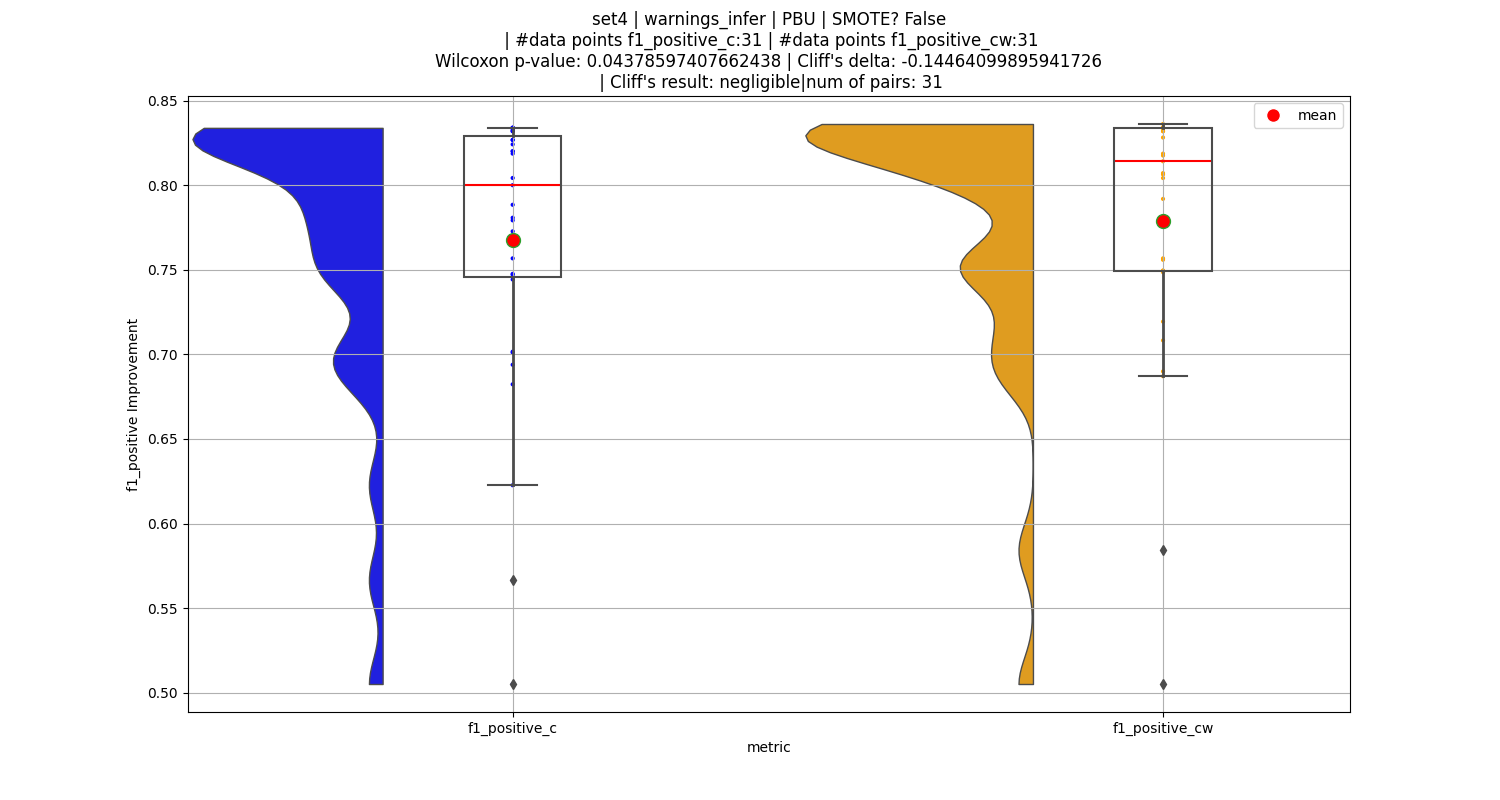 set4 | warnings_infer | PBU | SMOTE? False
| #data points f1_positive_c:31 | #data points f1_positive_cw:31
Wilcoxon p-value: 0.04378597407662438 | Cliff's delta: -0.14464099895941726
| Cliff's result: negligible|num of pairs: 31
mean
0.85
0.80
0.75
0.70
0.65
0.60
0.55
0.50
f1_positive Improvement
f1_positive_c
f1_positive_cw
metric